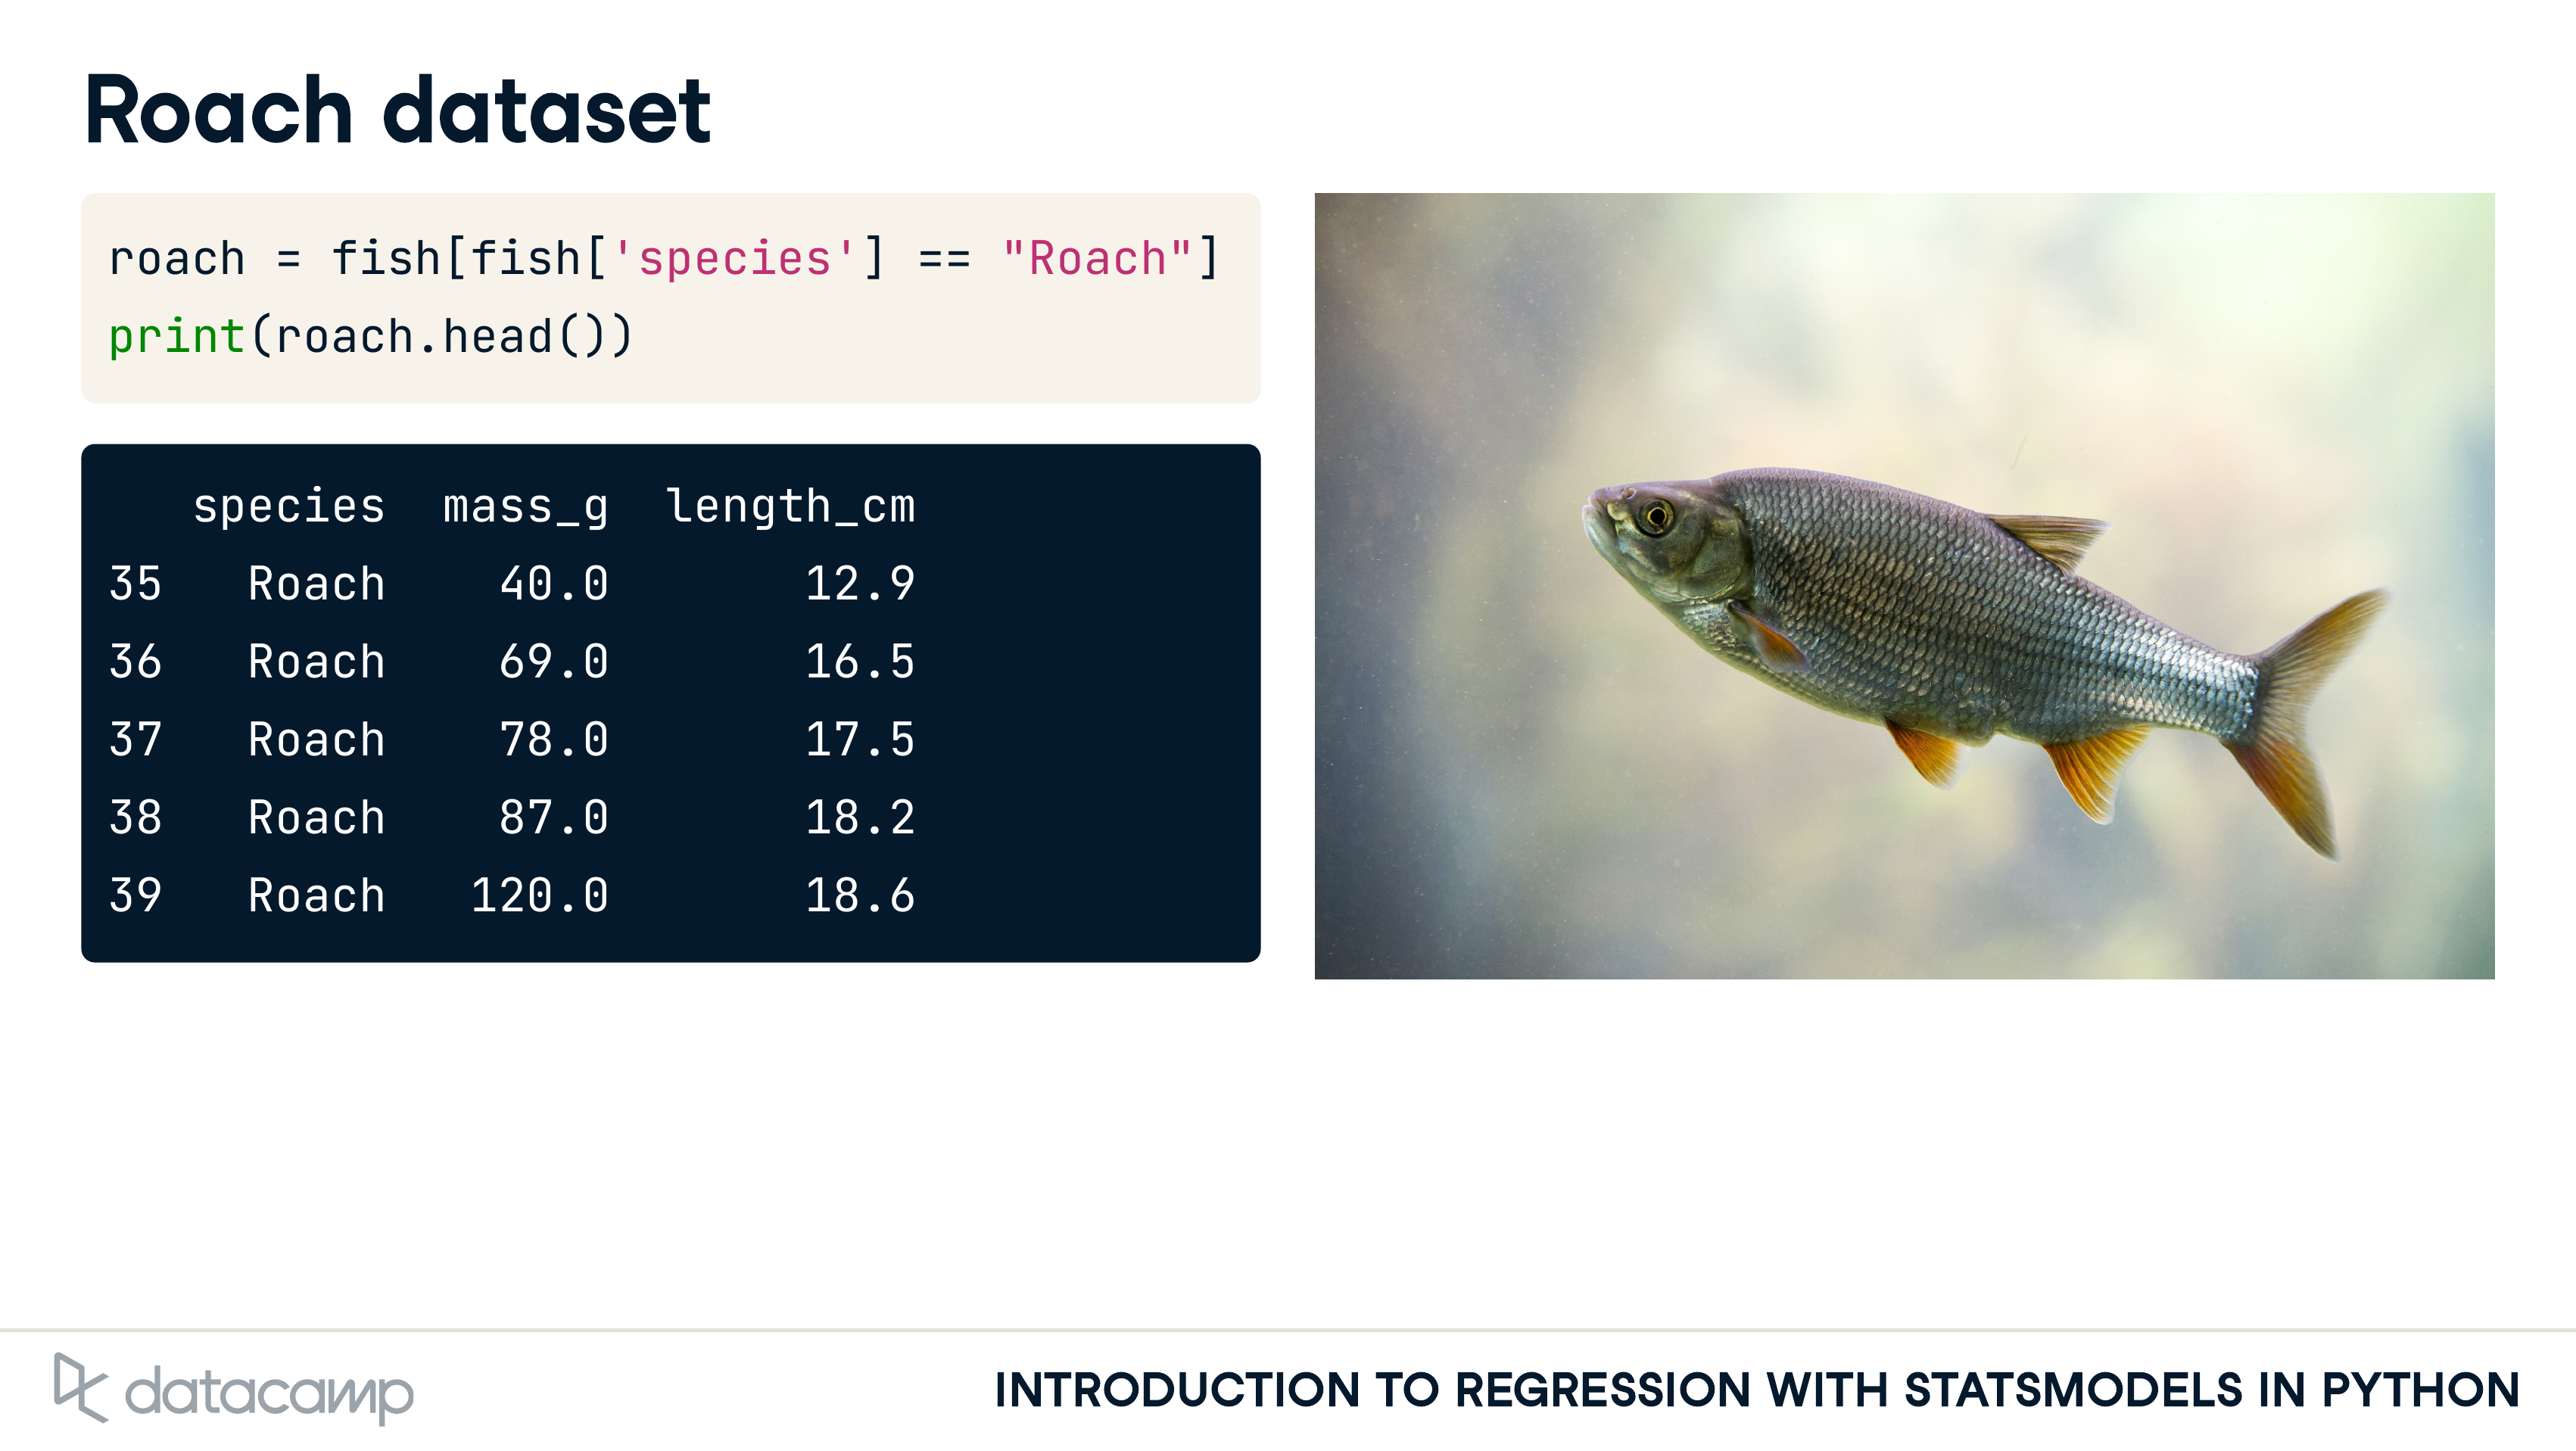 Roach dataset
roach = fish[fish['species'] == "Roach"]
print(roach.head())
species mass_g length_cm
35 Roach 40.0 12.9
36 Roach 69.0 16.5
37 Roach 78.0 17.5
38 Roach 87.0 18.2
39 Roach 120.0 18.6
datacamp
INTRODUCTION TO REGRESSION WITH STATSMODELS IN PYTHON